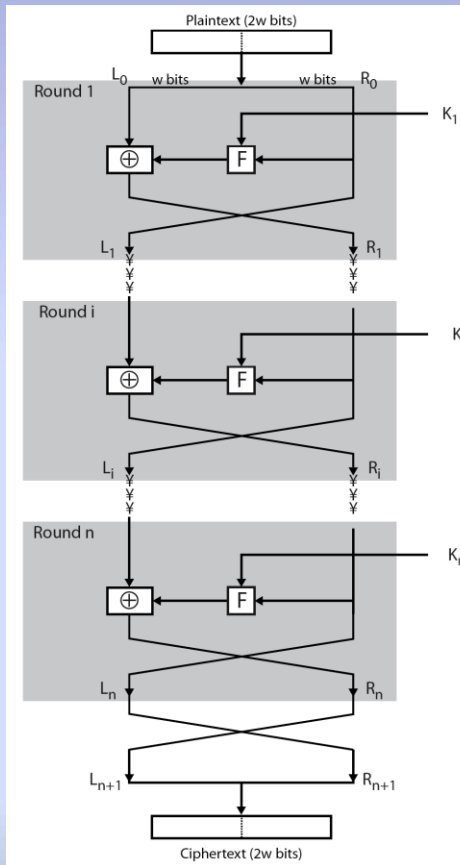 Plaintext (2w bits)
L0 w bits w bits R0
Round 1
K1
F
L1 R1
¥ ¥
¥ ¥
¥ ¥
Round i
K
F
Li Ri
¥ ¥
¥ ¥
¥ ¥
Round n
F
Ln Rn
Ln+1 Rn+1
Ciphertext (2w bits)